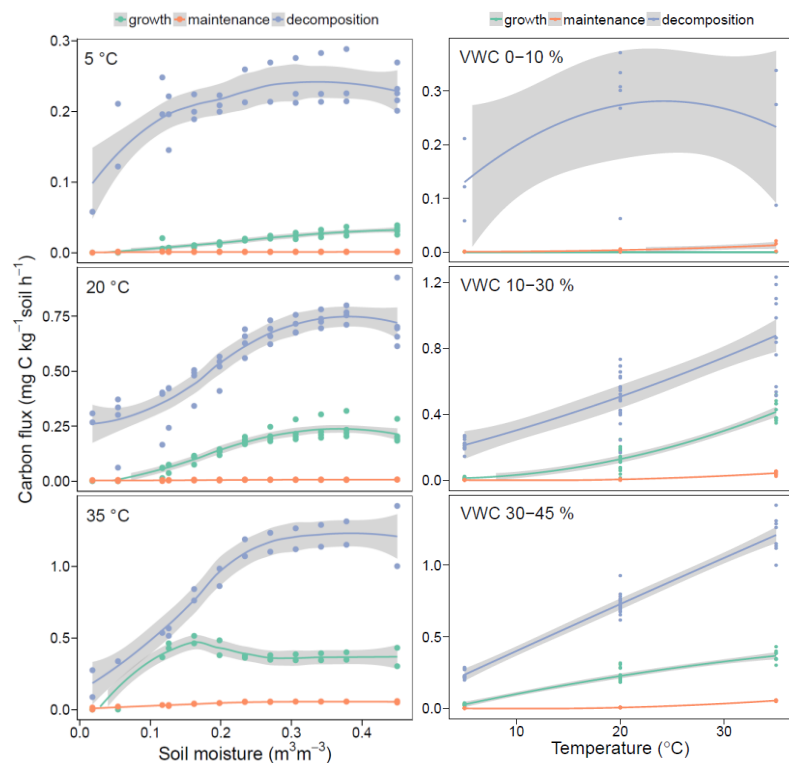 growth maintenance decomposition
growth maintenance decomposition
Carbon flux (mg C kg⁻¹soil h⁻¹)
5 °C
0.3
0.2
0.1
0.0
20 °C
0.75
0.50
0.25
0.00
35 °C
1.0
0.5
0.0
0.0 0.1 0.2 0.3 0.4
Soil moisture (m³m⁻³)
VWC 0−10 %
0.3
0.2
0.1
0.0
VWC 10−30 %
1.2
0.8
0.4
0.0
VWC 30−45 %
1.0
0.5
0.0
10 20 30
Temperature (°C)